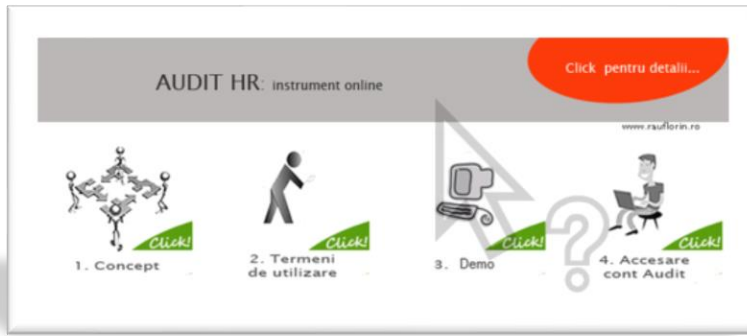 AUDIT HR: instrument online
Click pentru detalii...
www.rauflorin.ro
Click!
Click!
Click!
Click!
1. Concept
2. Termeni
de utilizare
3. Demo
4. Accesare
cont Audit